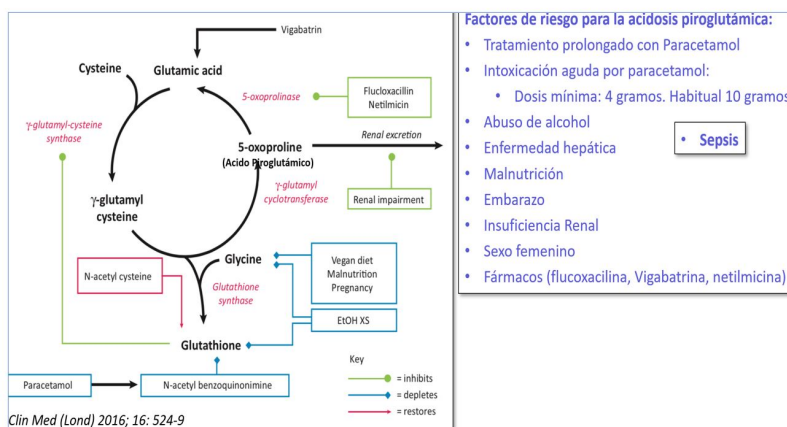 Vigabatrin
Cysteine
Glutamic acid
5-oxoprolinase
Flucloxacillin
Netilmicin
γ-glutamyl-cysteine
synthase
5-oxoproline
(Acido Piroglutámico)
Renal excretion
γ-glutamyl
cyclotransferase
Renal impairment
γ-glutamyl
cysteine
Glycine
Vegan diet
Malnutrition
Pregnancy
N-acetyl cysteine
Glutathione
synthase
EtOH XS
Glutathione
Paracetamol
N-acetyl benzoquinonimine
Key
= inhibits
= depletes
= restores
Clin Med (Lond) 2016; 16: 524-9
Factores de riesgo para la acidosis piroglutámica:
• Tratamiento prolongado con Paracetamol
• Intoxicación aguda por paracetamol:
• Dosis mínima: 4 gramos. Habitual 10 gramos
• Abuso de alcohol
• Enfermedad hepática
• Sepsis
• Malnutrición
• Embarazo
• Insuficiencia Renal
• Sexo femenino
• Fármacos (flucoxacilina, Vigabatrina, netilmicina)